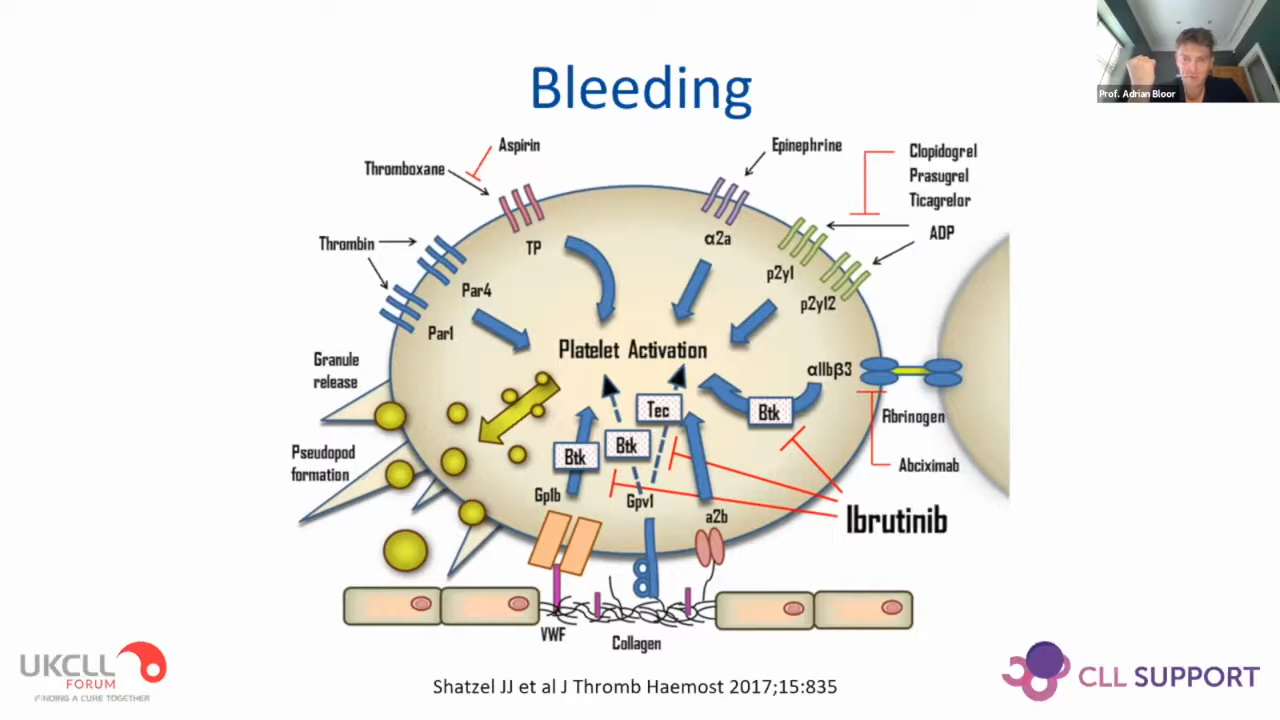 Bleeding
Prof. Adrian Bloor
Aspirin
Thromboxane
Epinephrine
Clopidogrel
Prasugrel
Ticagrelor
ADP
Thrombin
TP
α2a
p2y1
p2y12
Par4
Par1
Platelet Activation
αIIbβ3
Granule
release
Fibrinogen
Tec
Btk
Btk
Btk
Pseudopod
formation
Abciximab
Gp1b
Gpv1
a2b
Ibrutinib
VWF
Collagen
UKCLL
FORUM
FINDING A CURE TOGETHER
Shatzel JJ et al J Thromb Haemost 2017;15:835
CLL SUPPORT